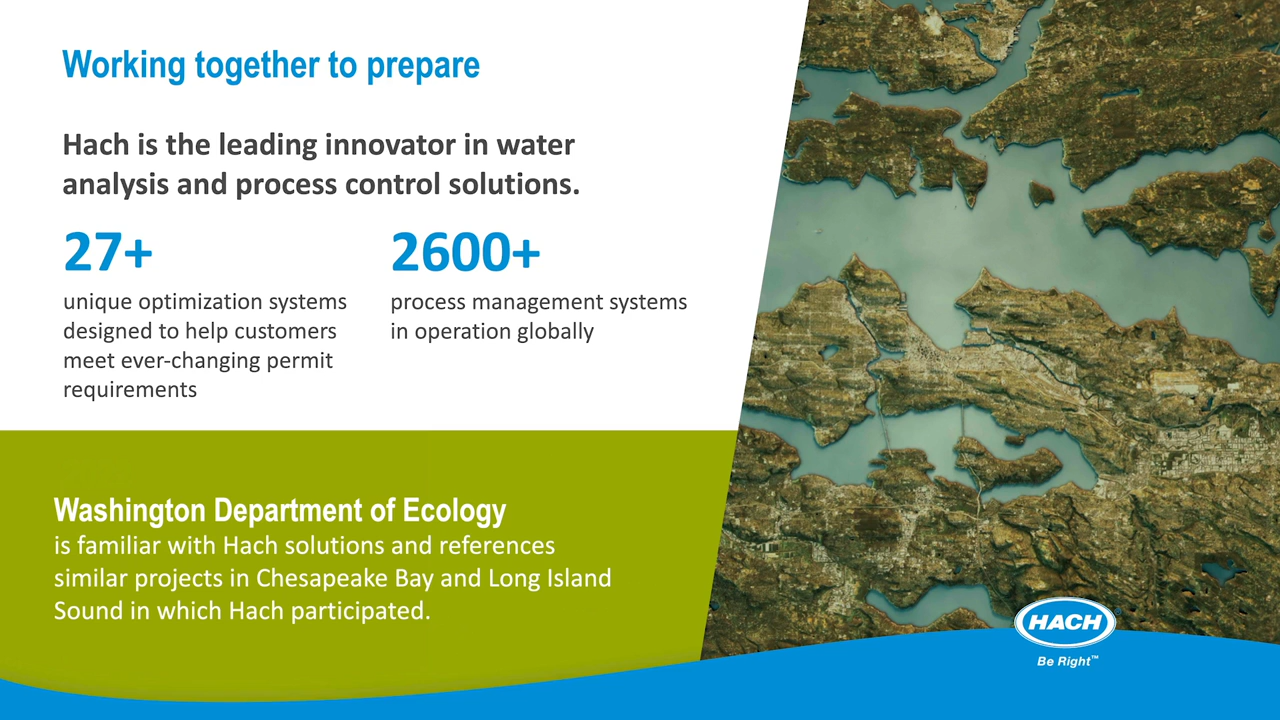 Working together to prepare
Hach is the leading innovator in water
analysis and process control solutions.
27+
unique optimization systems
designed to help customers
meet ever-changing permit
requirements
2600+
process management systems
in operation globally
Washington Department of Ecology
is familiar with Hach solutions and references
similar projects in Chesapeake Bay and Long Island
Sound in which Hach participated.
HACH®
Be Right™